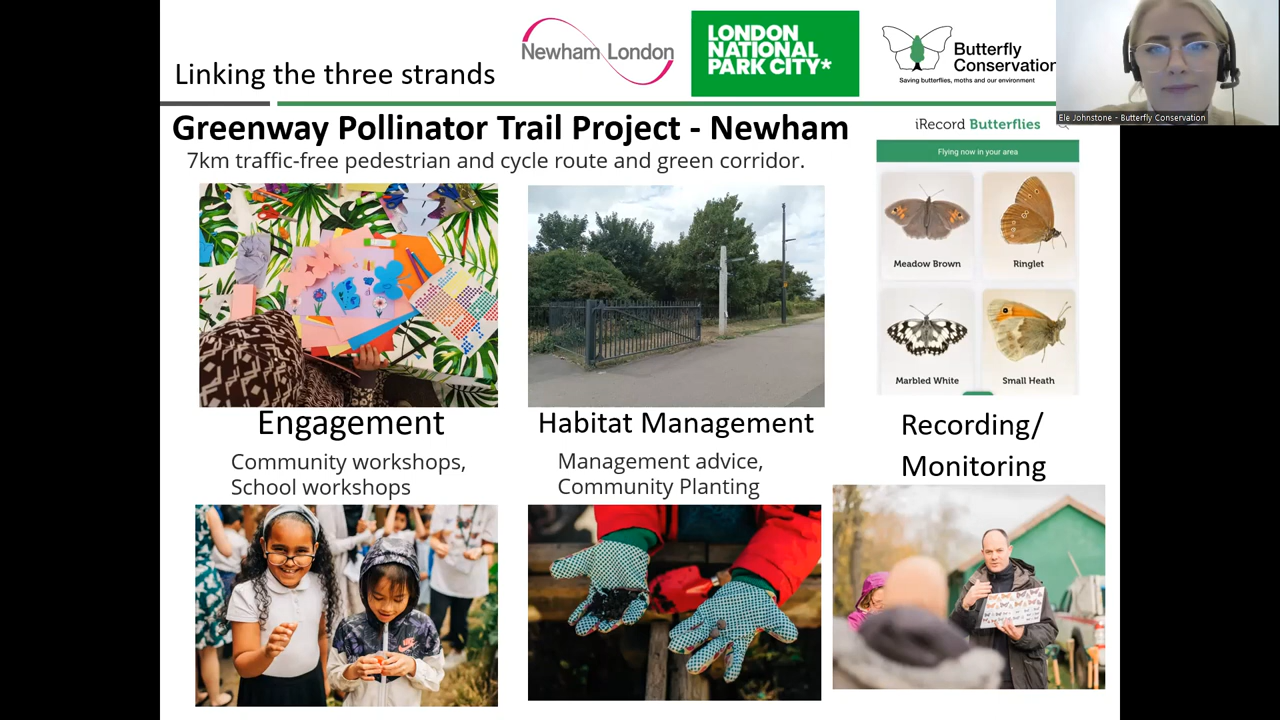 Linking the three strands
Newham London
LONDON
NATIONAL
PARK CITY*
Butterfly
Conservation
Saving butterflies, moths and our environment
Ele Johnstone - Butterfly Conservation
Greenway Pollinator Trail Project - Newham
7km traffic-free pedestrian and cycle route and green corridor.
iRecord Butterflies
Flying now in your area
Meadow Brown
Ringlet
Marbled White
Small Heath
Engagement
Community workshops,
School workshops
Habitat Management
Management advice,
Community Planting
Recording/
Monitoring